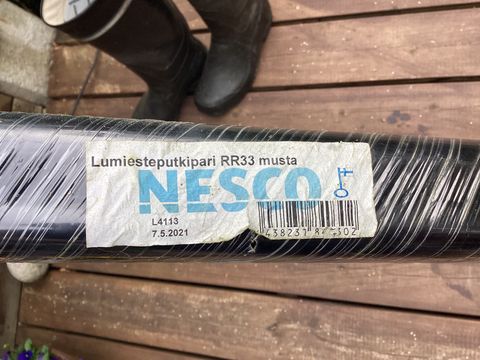 Lumiesteputkipari RR33 musta
NESCO
L4113
7.5.2021